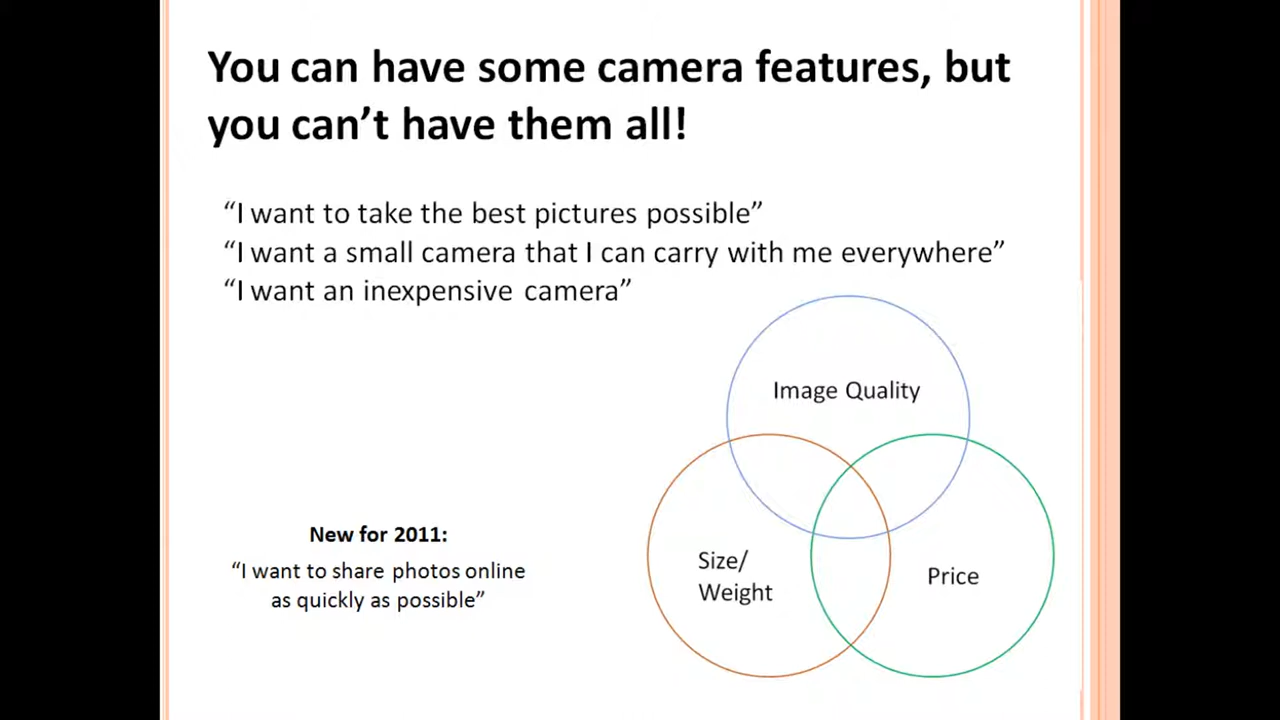 You can have some camera features, but
you can’t have them all!
“I want to take the best pictures possible”
“I want a small camera that I can carry with me everywhere”
“I want an inexpensive camera”
Image Quality
Size/
Weight
Price
New for 2011:
“I want to share photos online
as quickly as possible”